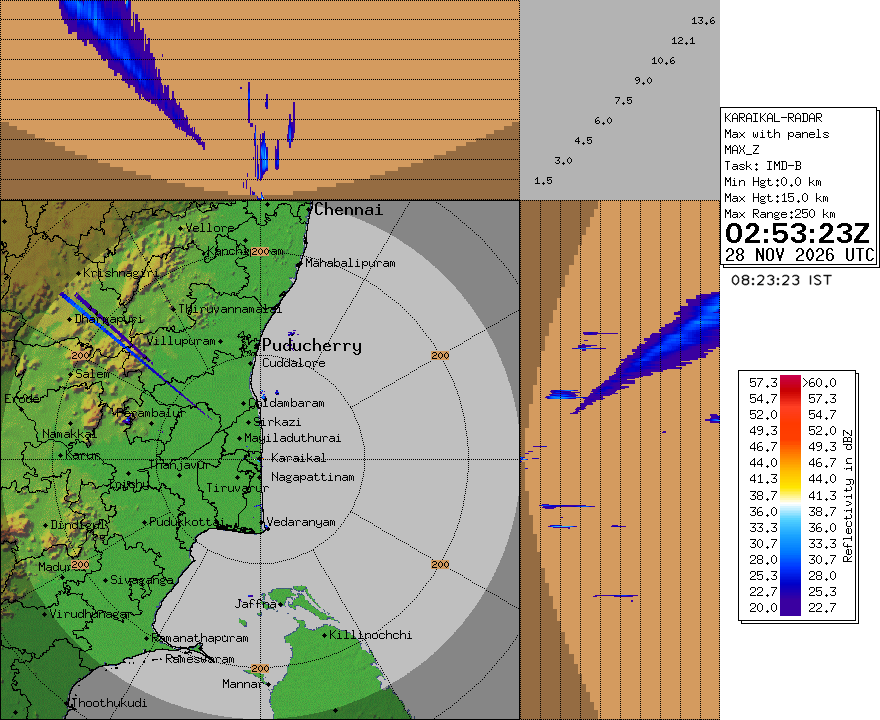 13.6
12.1
10.6
9.0
7.5
6.0
4.5
3.0
1.5
KARAIKAL-RADAR
Max with panels
MAX_Z
Task: IMD-B
Min Hgt:0.0 km
Max Hgt:15.0 km
Max Range:250 km
02:53:23Z
28 NOV 2026 UTC
08:23:23 IST
Chennai
Vellore
200
Mahabalipuram
Krishnagiri
Thiruvannamalai
Dharmapuri
Villupuram
Puducherry
200
200
Cuddalore
Salem
Erode
Perambalur
Caldambaram
Sirkazi
Namakkal
Mayiladuthurai
Karur
Karaikal
Thanjavur
Nagapattinam
Tiruvarur
Dindigul
Pudukkottai
Vedaranyam
200
200
Sivaganga
Jaffna
Virudhunagar
Killinochchi
Ramanathapuram
Rameswaram
200
Mannar
Thoothukudi
57.3 >60.0
54.7 57.3
52.0 54.7
49.3 52.0
46.7 49.3
44.0 46.7
41.3 44.0
38.7 41.3
36.0 38.7
33.3 36.0
30.7 33.3
28.0 30.7
25.3 28.0
22.7 25.3
20.0 22.7
Reflectivity in dBZ